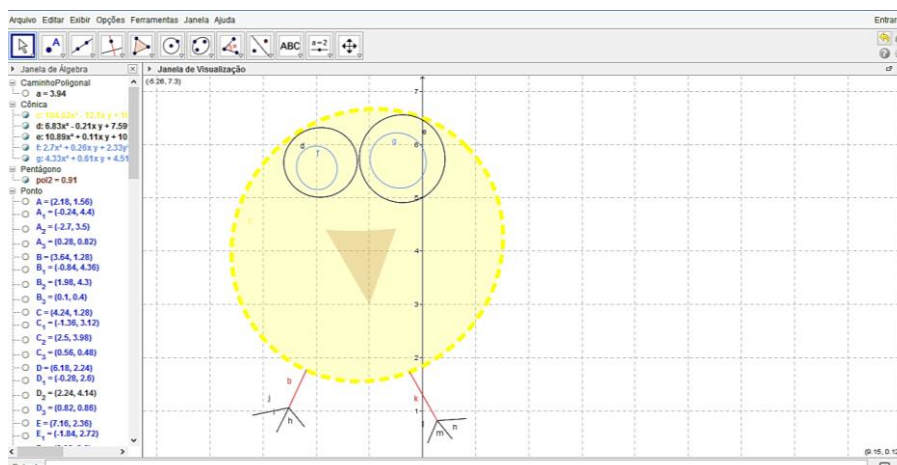 Arquivo Editar Exibir Opções Ferramentas Janela Ajuda
Entrar
A
ABC
a=2
Janela de Álgebra
Janela de Visualização
CaminhoPoligonal
a = 3.94
Cônica
d: 6.83x² - 0.21x y + 7.59
e: 10.89x² + 0.11x y + 10
f: 2.7x² + 0.26x y + 2.33y
g: 4.33x² + 0.61x y + 4.51
Pentágono
pol2 = 0.91
Ponto
A = (2.18, 1.56)
A₁ = (-0.24, 4.4)
A₂ = (-2.7, 3.5)
A₃ = (0.28, 0.82)
B = (3.64, 1.28)
B₁ = (-0.84, 4.36)
B₂ = (1.98, 4.3)
B₃ = (0.1, 0.4)
C = (4.24, 1.28)
C₁ = (-1.36, 3.12)
C₂ = (2.5, 3.98)
C₃ = (0.56, 0.48)
D = (6.18, 2.24)
D₁ = (-0.28, 2.6)
D₂ = (2.24, 4.14)
D₃ = (0.82, 0.86)
E = (7.16, 2.36)
E₁ = (-1.84, 2.72)
(-6.26, 7.3)
7
6
5
4
3
2
1
d
f
g
e
b
k
j
i
h
l
m
n
(9.15, 0.12